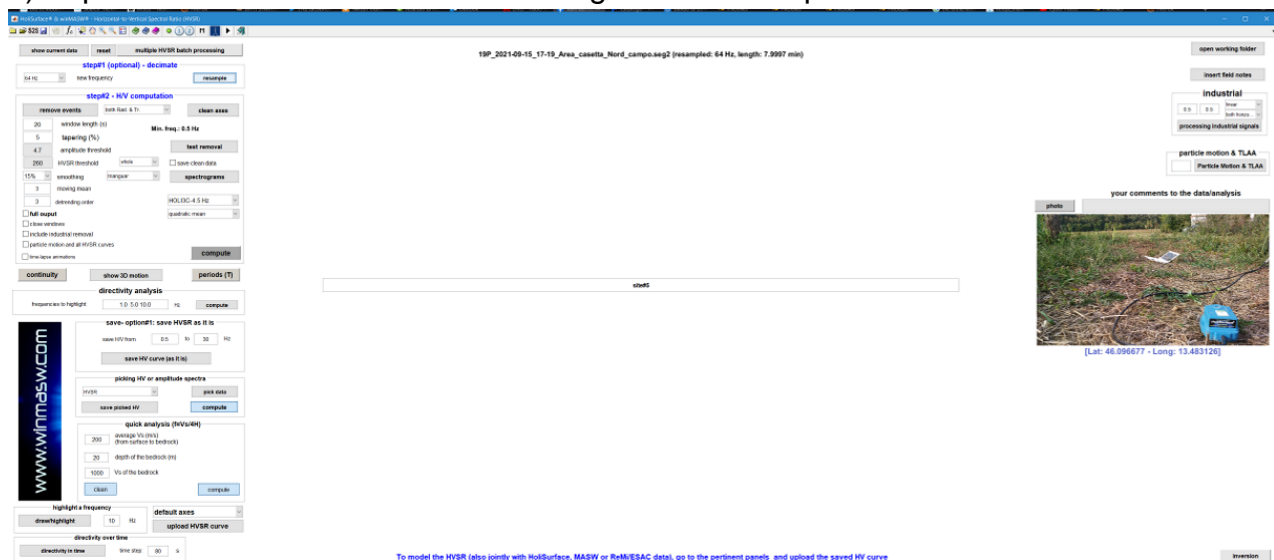 HoliSurface® & winMASW® - Horizontal-to-Vertical Spectral Ratio (HVSR)
show current data reset multiple HVSR batch processing
step#1 (optional) - decimate
64 Hz new frequency resample
step#2 - H/V computation
remove events both Rad. & Tr. clean axes
20 window length (s)
Min. freq.: 0.5 Hz
5 tapering (%)
4.7 amplitude threshold test removal
260 HVSR threshold whole save clean data
15% smoothing triangular spectrograms
3 moving mean
3 detrending order HOLI3C-4.5 Hz
full ouput quadratic mean
close windows
include industrial removal
particle motion and all HVSR curves
time-lapse animations compute
continuity show 3D motion periods (T)
directivity analysis
frequencies to highlight 1.0 5.0 10.0 Hz compute
save- option#1: save HVSR as it is
save H/V from 0.5 to 30 Hz
save HV curve (as it is)
picking HV or amplitude spectra
HVSR pick data
save picked HV compute
quick analysis (feVs/4H)
200 average Vs (m/s)
(from surface to bedrock)
20 depth of the bedrock (m)
1000 Vs of the bedrock
clean compute
www.winmasw.com
highlight a frequency
draw/highlight 10 Hz
default axes
upload HVSR curve
directivity over time
directivity in time time step 80 s
19P_2021-09-15_17-19_Area_casetta_Nord_campo.seg2 (resampled: 64 Hz, length: 7.9997 min)
site#5
To model the HVSR (also jointly with HoliSurface, MASW or ReMi/ESAC data), go to the pertinent panels and upload the saved HV curve
open working folder
insert field notes
industrial
0.5 0.5 linear
processing industrial signals
particle motion & TLAA
Particle Motion & TLAA
your comments to the data/analysis
photo
[Lat: 46.096677 - Long: 13.483126]
inversion